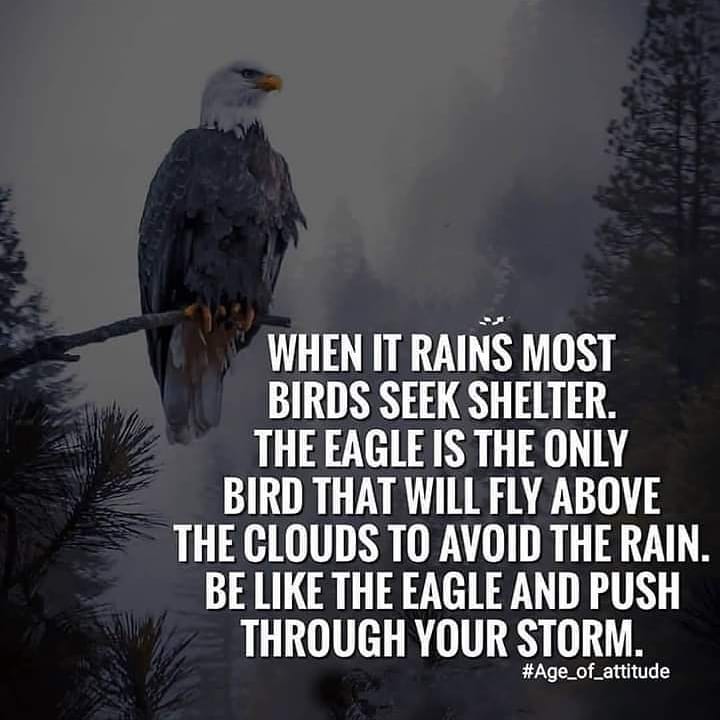 WHEN IT RAINS MOST
BIRDS SEEK SHELTER.
THE EAGLE IS THE ONLY
BIRD THAT WILL FLY ABOVE
THE CLOUDS TO AVOID THE RAIN.
BE LIKE THE EAGLE AND PUSH
THROUGH YOUR STORM.
#Age_of_attitude